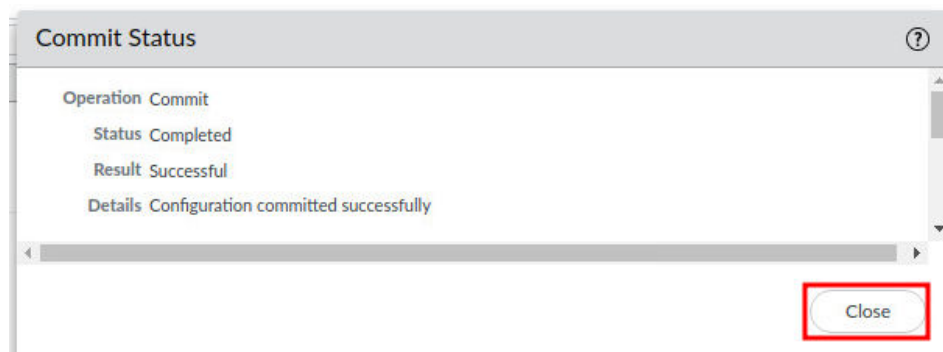 Commit Status
?
Operation Commit
Status Completed
Result Successful
Details Configuration committed successfully
Close